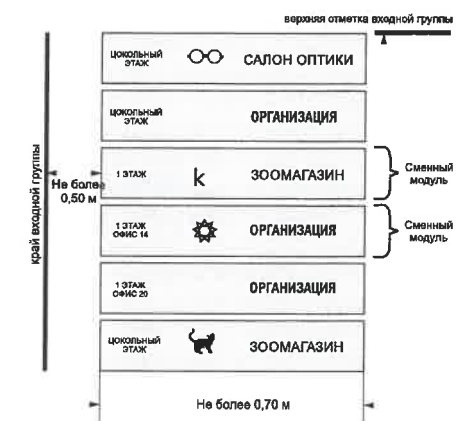 верхняя отметка входной группы
ЦОКОЛЬНЫЙ
ЭТАЖ
САЛОН ОПТИКИ
ЦОКОЛЬНЫЙ
ЭТАЖ
ОРГАНИЗАЦИЯ
край входной группы
Не более
0,50 м
1 ЭТАЖ
k
ЗООМАГАЗИН
Сменный
модуль
1 ЭТАЖ
ОФИС 14
ОРГАНИЗАЦИЯ
Сменный
модуль
1 ЭТАЖ
ОФИС 20
ОРГАНИЗАЦИЯ
ЦОКОЛЬНЫЙ
ЭТАЖ
ЗООМАГАЗИН
Не более 0,70 м